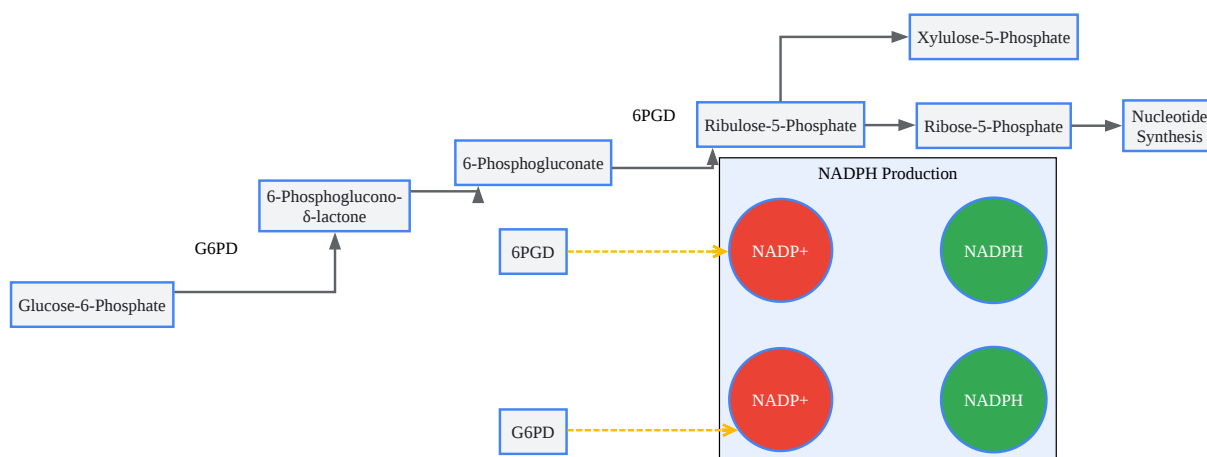 Xylulose-5-Phosphate
6PGD
Ribulose-5-Phosphate
Ribose-5-Phosphate
Nucleotide
Synthesis
6-Phosphogluconate
NADPH Production
6-Phosphoglucono-
δ-lactone
G6PD
6PGD
NADP+
NADPH
Glucose-6-Phosphate
NADP+
NADPH
G6PD